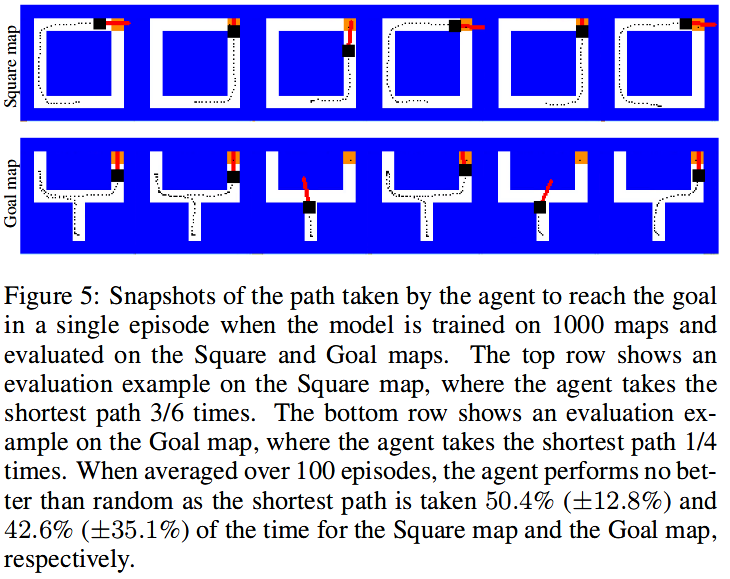 Square map
Goal map
Figure 5: Snapshots of the path taken by the agent to reach the goal
in a single episode when the model is trained on 1000 maps and
evaluated on the Square and Goal maps. The top row shows an
evaluation example on the Square map, where the agent takes the
shortest path 3/6 times. The bottom row shows an evaluation ex-
ample on the Goal map, where the agent takes the shortest path 1/4
times. When averaged over 100 episodes, the agent performs no bet-
ter than random as the shortest path is taken 50.4% (±12.8%) and
42.6% (±35.1%) of the time for the Square map and the Goal map,
respectively.